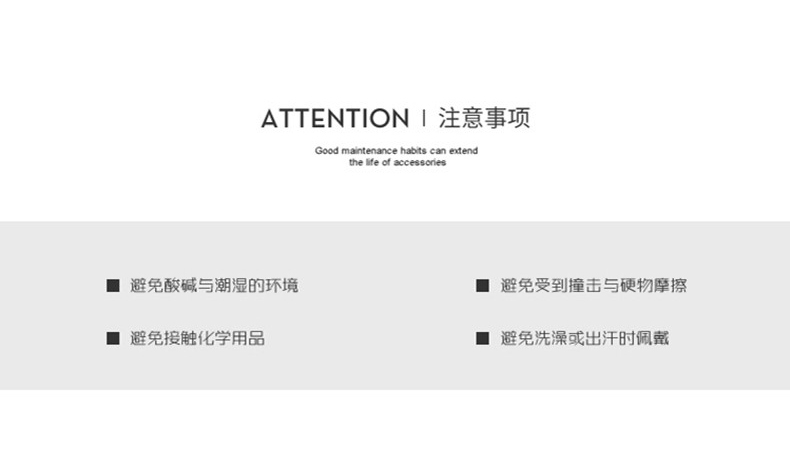 ATTENTION | 注意事项
Good maintenance habits can extend
the life of accessories
■ 避免酸碱与潮湿的环境
■ 避免受到撞击与硬物摩擦
■ 避免接触化学用品
■ 避免洗澡或出汗时佩戴